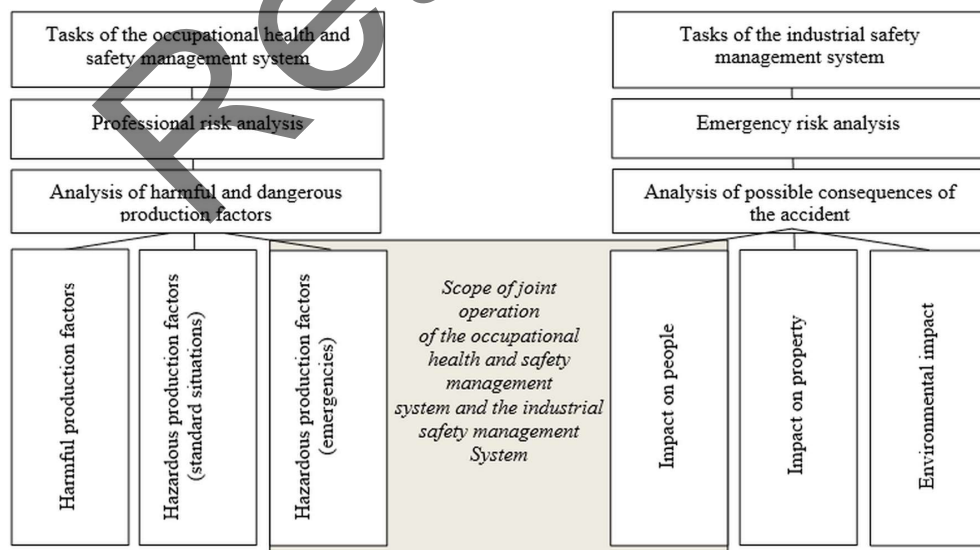 Tasks of the occupational health and
safety management system
Professional risk analysis
Analysis of harmful and dangerous
production factors
Harmful production factors
Hazardous production factors
(standard situations)
Hazardous production factors
(emergencies)
Scope of joint
operation
of the occupational
health and safety
management
system and the industrial
safety management
System
Tasks of the industrial safety
management system
Emergency risk analysis
Analysis of possible consequences of
the accident
Impact on people
Impact on property
Environmental impact